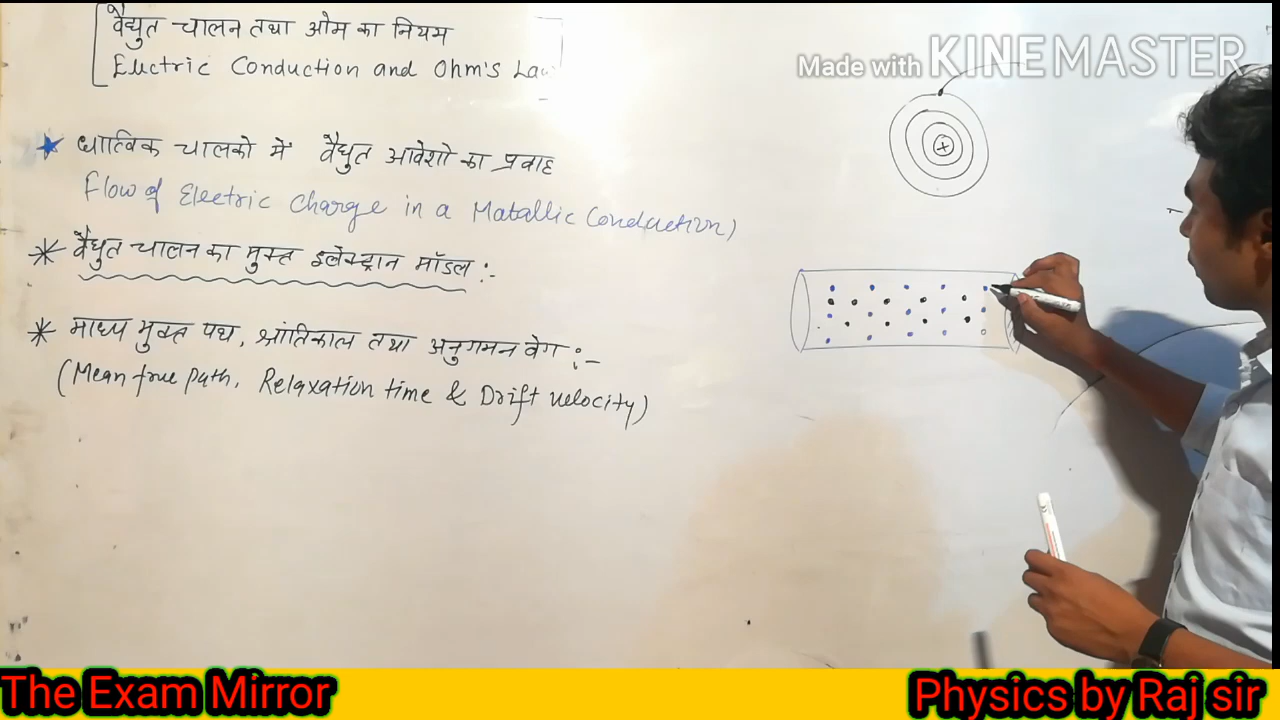 वैद्युत चालन तथा ओम का नियम
Electric Conduction and Ohm's Law
Made with KINEMASTER
धात्विक चालको में वैद्युत आवेशो का प्रवाह
Flow of Electric Charge in a Matallic Conduction)
वैद्युत चालन का मुक्त इलेक्ट्रान मॉडल :-
माध्य मुक्त पथ, श्रांतिकाल तथा अनुगमन वेग :-
(Mean free path, Relaxation time & Drift velocity)
+
The Exam Mirror
Physics by Raj sir